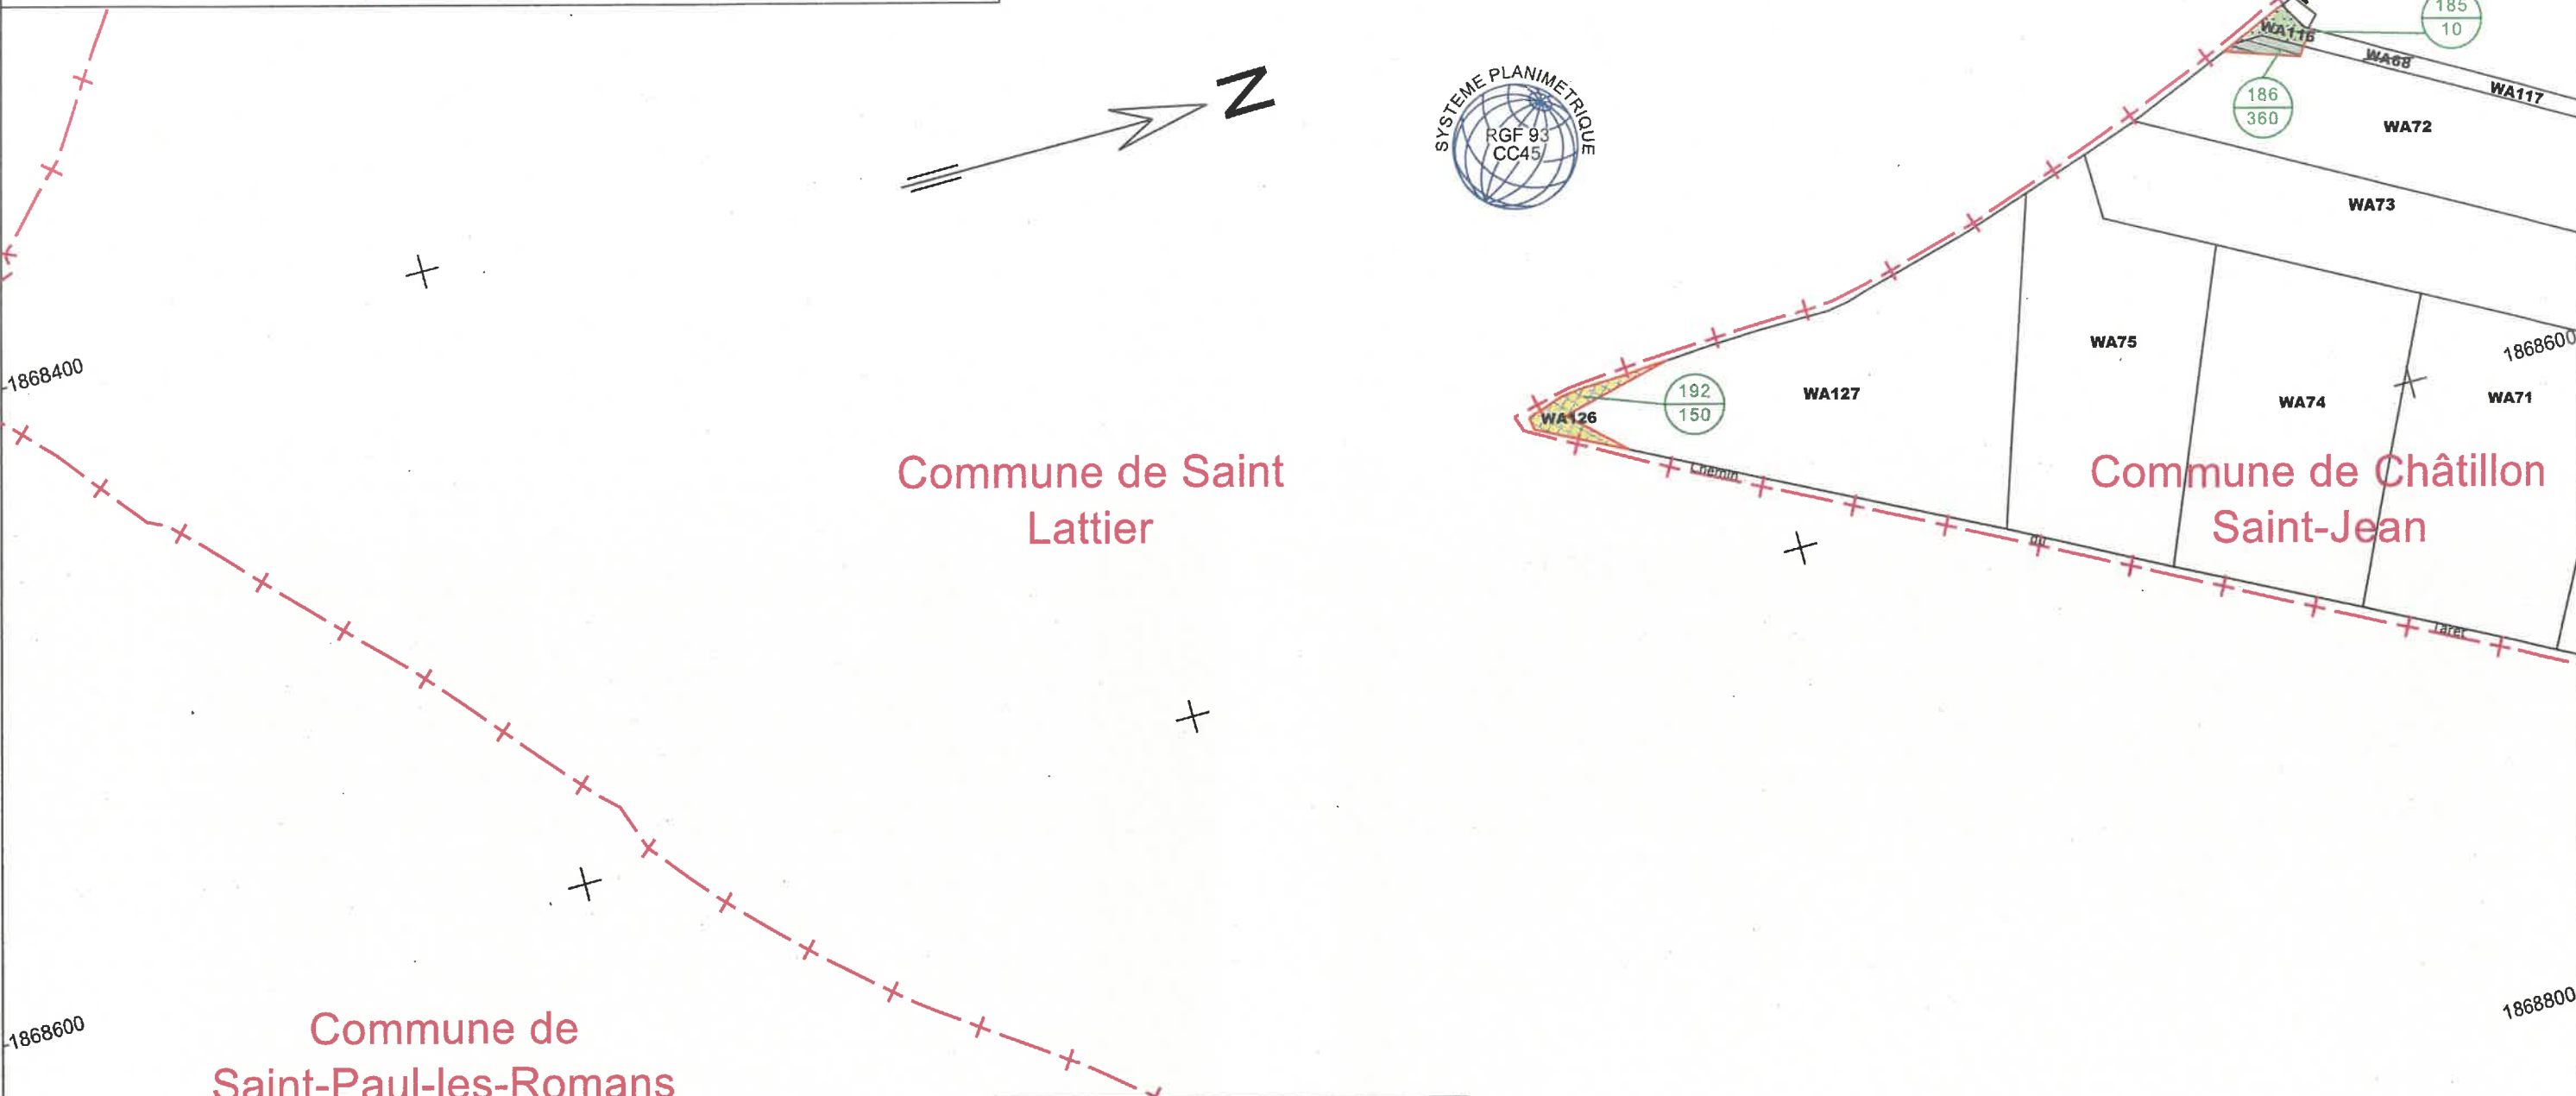 185
10
WA116
WA68
WA117
186
360
WA72
N
SYSTEME PLANIMETRIQUE
RGF 93
CC45
WA73
1868400
WA75
1868600
192
150
WA127
WA126
WA74
WA71
Commune de Saint
Lattier
Chemin
du
Taret
Commune de Châtillon
Saint-Jean
1868600
1868800
Commune de
Saint-Paul-les-Romans